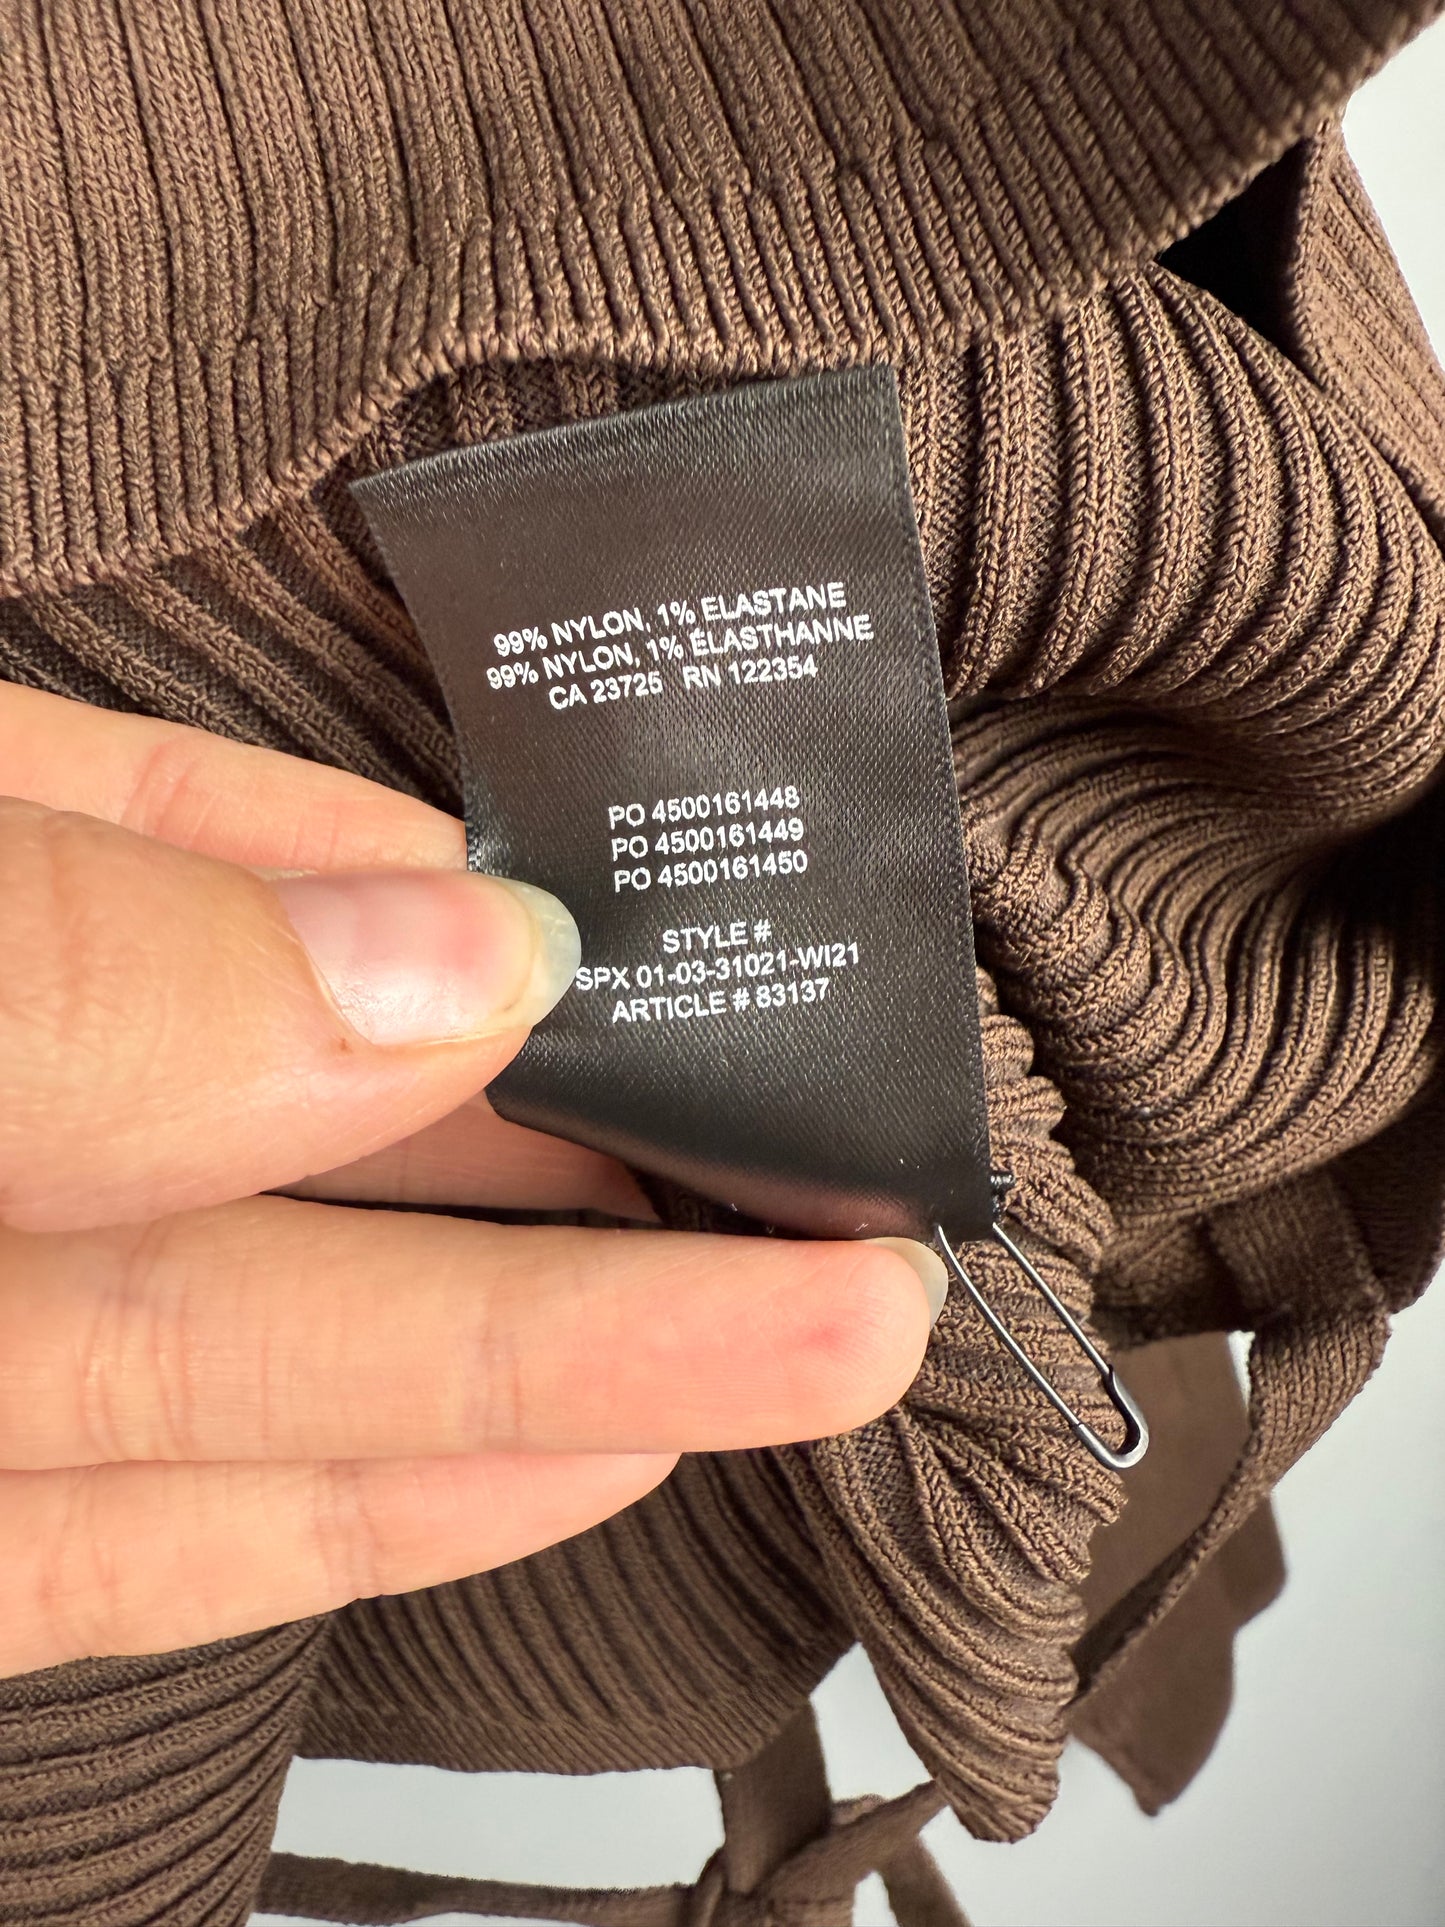 99% NYLON, 1% ELASTANE
99% NYLON, 1% ÉLASTHANNE
CA 23725 RN 122354
PO 4500161448
PO 4500161449
PO 4500161450
STYLE #
SPX 01-03-31021-WI21
ARTICLE # 83137